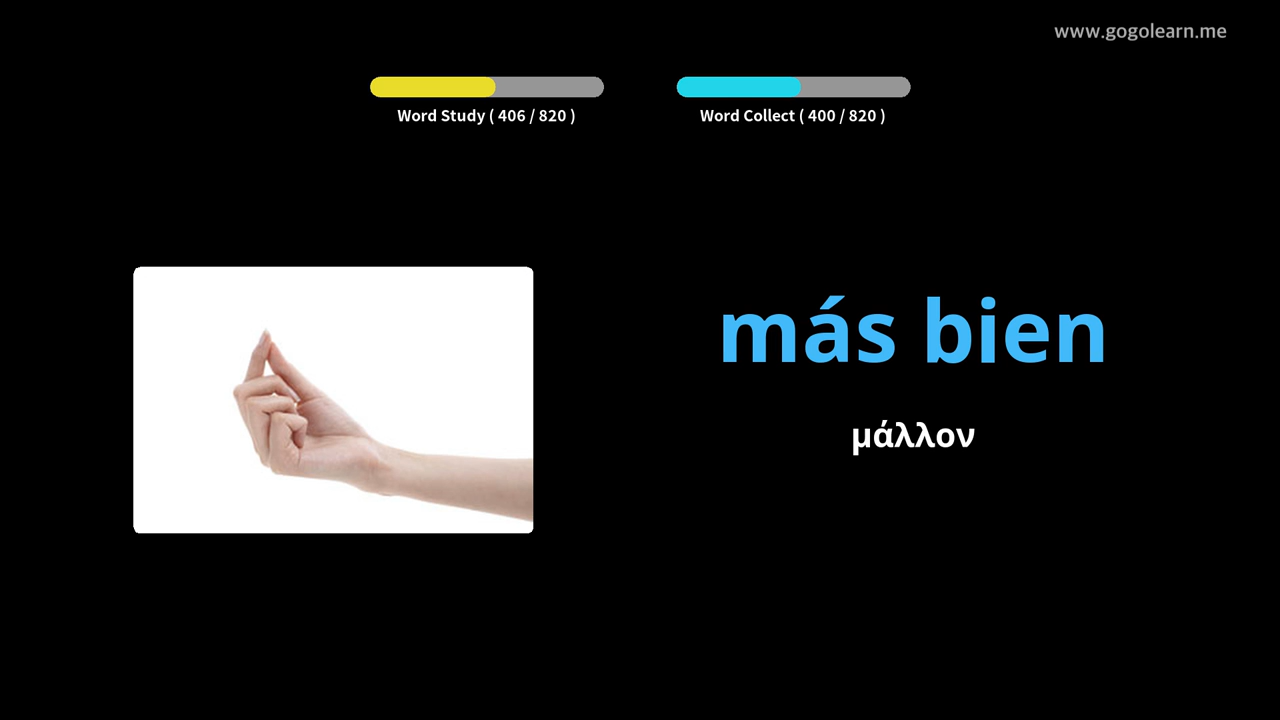 www.gogolearn.me
Word Study ( 406 / 820 )
Word Collect ( 400 / 820 )
más bien
μάλλον